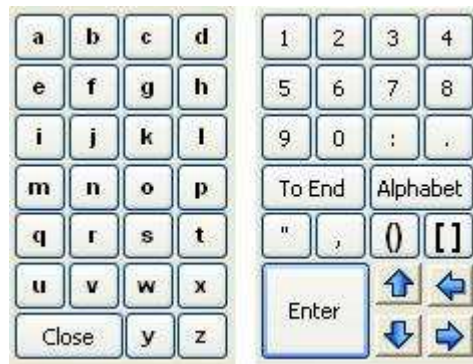 a b c d
e f g h
i j k l
m n o p
q r s t
u v w x
Close y z
1 2 3 4
5 6 7 8
9 0 : .
To End Alphabet
" , () []
Enter